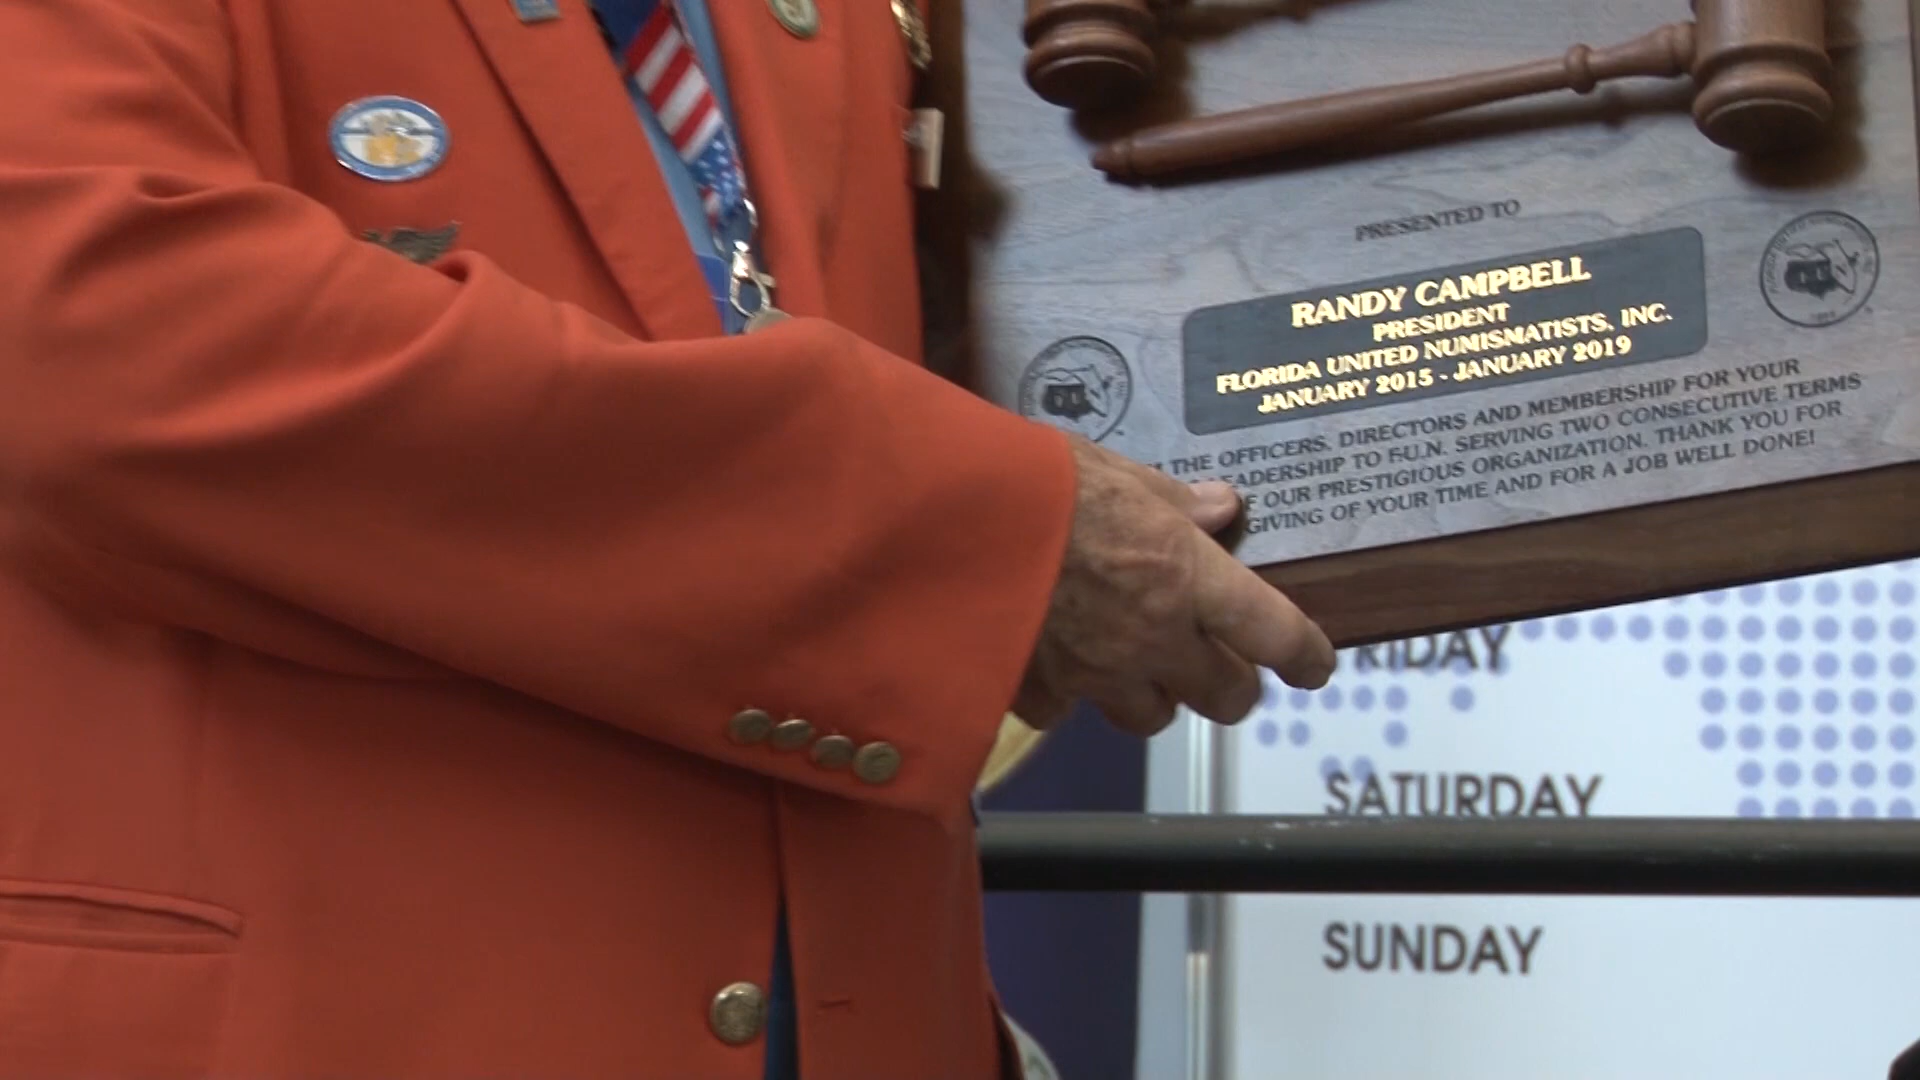 PRESENTED TO
RANDY CAMPBELL
PRESIDENT
FLORIDA UNITED NUMISMATISTS, INC.
JANUARY 2015 - JANUARY 2019
THE OFFICERS, DIRECTORS AND MEMBERSHIP FOR YOUR
LEADERSHIP TO F.U.N. SERVING TWO CONSECUTIVE TERMS
OUR PRESTIGIOUS ORGANIZATION. THANK YOU FOR
GIVING OF YOUR TIME AND FOR A JOB WELL DONE!
FRIDAY
SATURDAY
SUNDAY